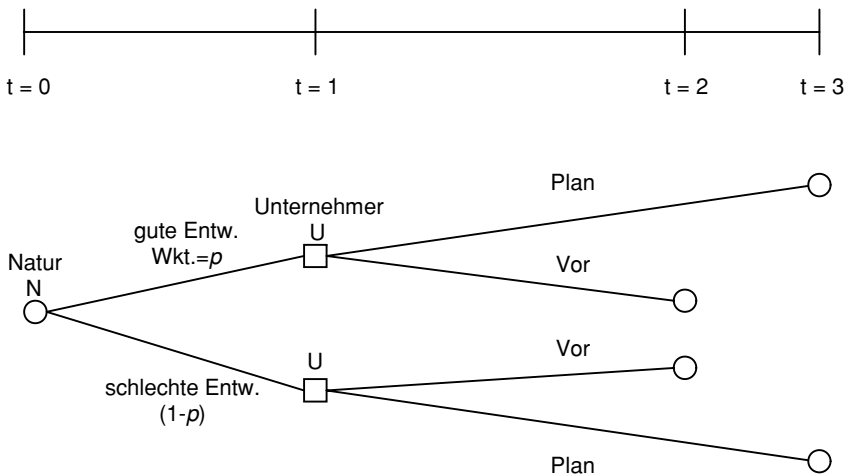 t = 0
t = 1
t = 2
t = 3
Plan
Unternehmer
U
gute Entw.
Wkt.=p
Vor
Natur
N
Vor
U
schlechte Entw.
(1-p)
Plan